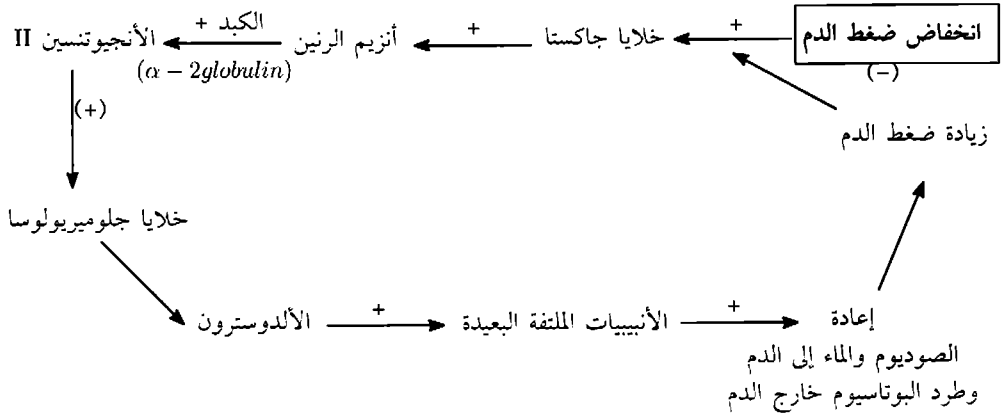 انخفاض ضغط الدم
(−)
+
خلايا جاكستا
+
أنزيم الرنين
الكبد +
(α − 2globulin)
الأنجيوتنسين II
(+)
زيادة ضغط الدم
خلايا جلوميريولوسا
الألدوسترون
+
الأنبيبيات الملتفة البعيدة
+
إعادة
الصوديوم والماء إلى الدم
وطرد البوتاسيوم خارج الدم